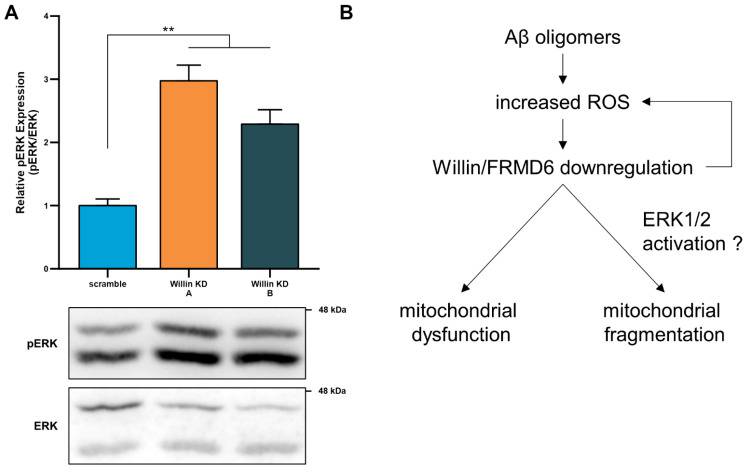 A
**
Relative pERK Expression
(pERK/ERK)
4
3
2
1
0
scramble
Willin KD
A
Willin KD
B
48 kDa
pERK
48 kDa
ERK
B
Aβ oligomers
increased ROS
Willin/FRMD6 downregulation
ERK1/2
activation ?
mitochondrial
dysfunction
mitochondrial
fragmentation